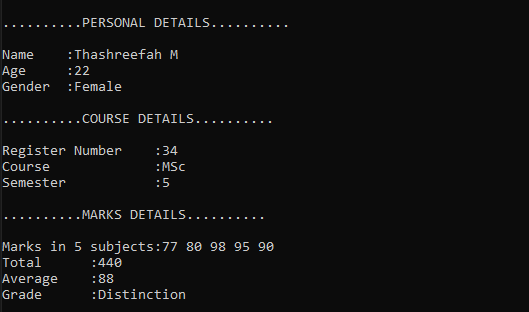 ..........PERSONAL DETAILS..........
Name    :Thashreefah M
Age     :22
Gender  :Female
..........COURSE DETAILS..........
Register Number    :34
Course             :MSc
Semester           :5
..........MARKS DETAILS..........
Marks in 5 subjects:77 80 98 95 90
Total      :440
Average    :88
Grade      :Distinction